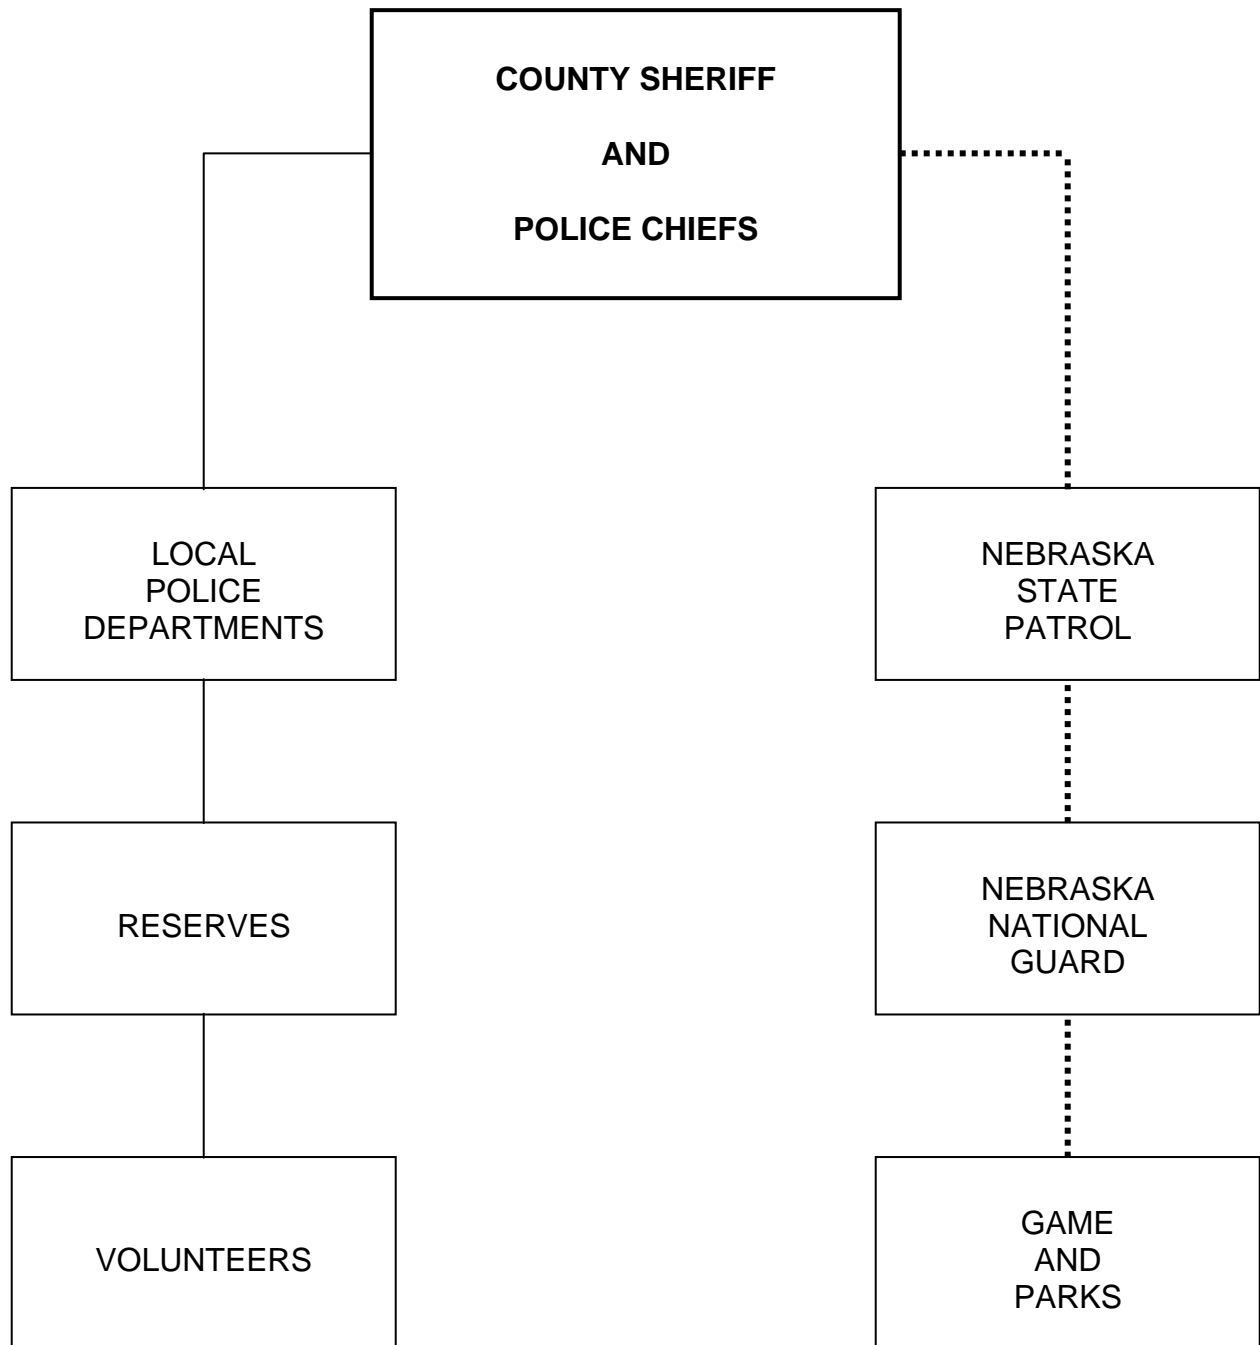 COUNTY SHERIFF
AND
POLICE CHIEFS
LOCAL
POLICE
DEPARTMENTS
NEBRASKA
STATE
PATROL
RESERVES
NEBRASKA
NATIONAL
GUARD
VOLUNTEERS
GAME
AND
PARKS